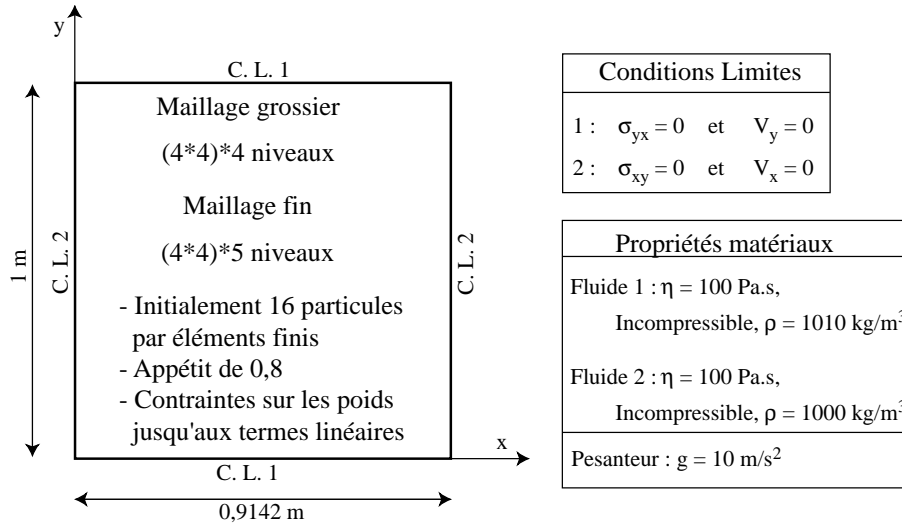 y
C. L. 1
Maillage grossier
(4*4)*4 niveaux
Maillage fin
(4*4)*5 niveaux
- Initialement 16 particules
par éléments finis
- Appétit de 0,8
- Contraintes sur les poids
jusqu'aux termes linéaires
1 m
C. L. 2
C. L. 2
x
C. L. 1
0,9142 m
Conditions Limites
1 : σyx = 0 et Vy = 0
2 : σxy = 0 et Vx = 0
Propriétés matériaux
Fluide 1 : η = 100 Pa.s,
Incompressible, ρ = 1010 kg/m³
Fluide 2 : η = 100 Pa.s,
Incompressible, ρ = 1000 kg/m³
Pesanteur : g = 10 m/s²